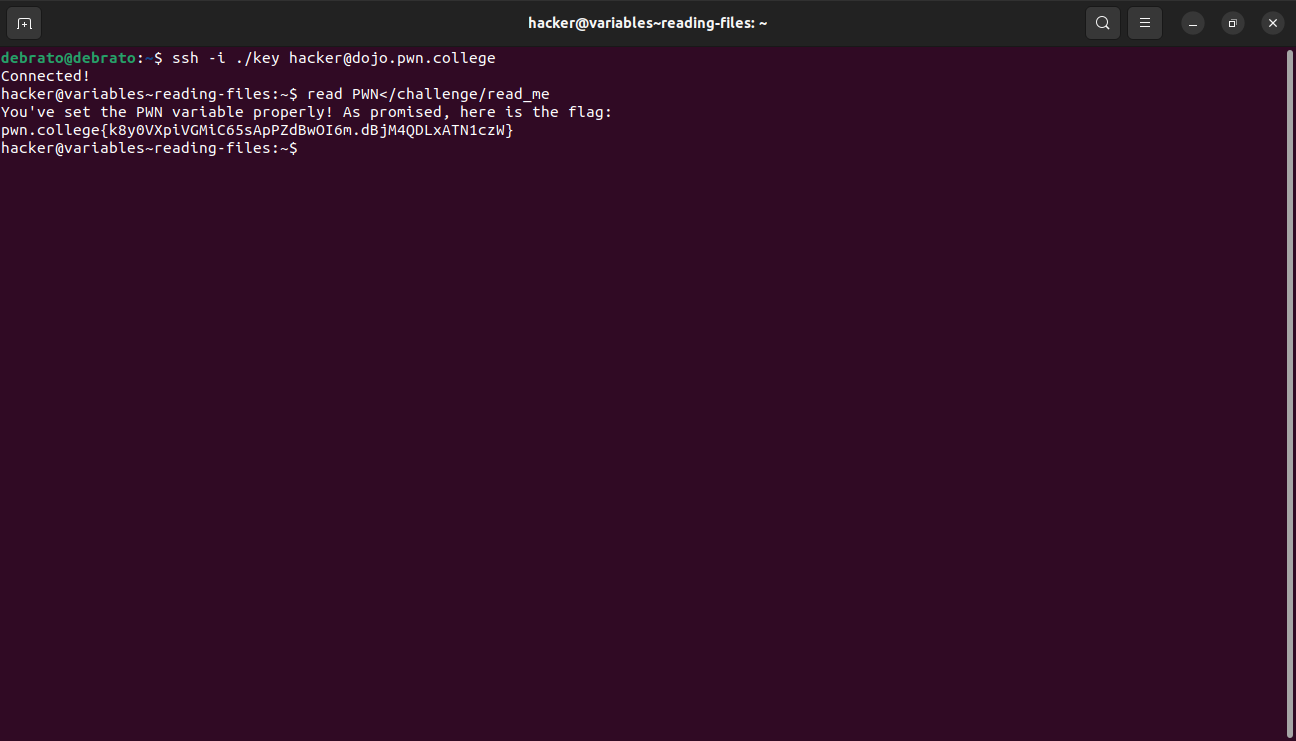 hacker@variables~reading-files: ~
debrato@debrato:~$ ssh -i ./key hacker@dojo.pwn.college
Connected!
hacker@variables~reading-files:~$ read PWN</challenge/read_me
You've set the PWN variable properly! As promised, here is the flag:
pwn.college{k8y0VXpiVGMiC65sApPZdBwOI6m.dBjM4QDLxATN1czW}
hacker@variables~reading-files:~$